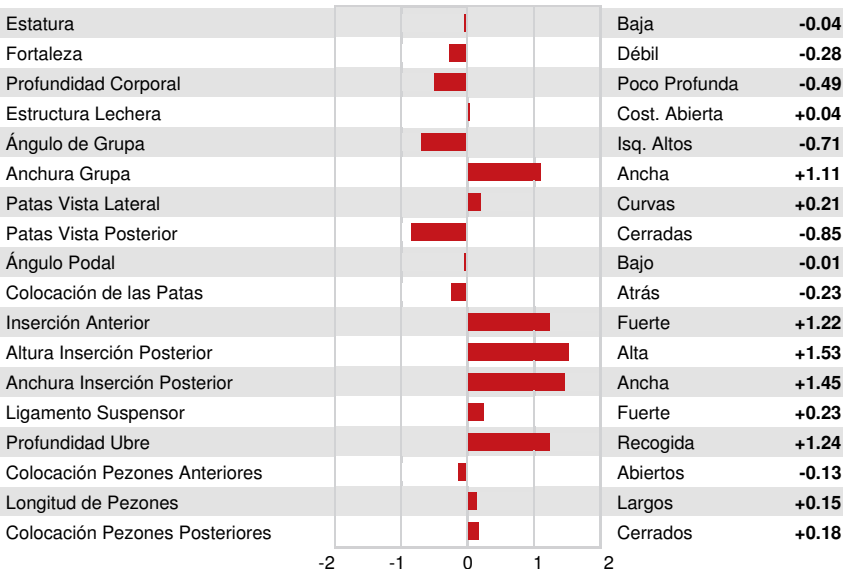 Estatura Baja -0.04
Fortaleza Débil -0.28
Profundidad Corporal Poco Profunda -0.49
Estructura Lechera Cost. Abierta +0.04
Ángulo de Grupa Isq. Altos -0.71
Anchura Grupa Ancha +1.11
Patas Vista Lateral Curvas +0.21
Patas Vista Posterior Cerradas -0.85
Ángulo Podal Bajo -0.01
Colocación de las Patas Atrás -0.23
Inserción Anterior Fuerte +1.22
Altura Inserción Posterior Alta +1.53
Anchura Inserción Posterior Ancha +1.45
Ligamento Suspensor Fuerte +0.23
Profundidad Ubre Recogida +1.24
Colocación Pezones Anteriores Abiertos -0.13
Longitud de Pezones Largos +0.15
Colocación Pezones Posteriores Cerrados +0.18
-2 -1 0 1 2